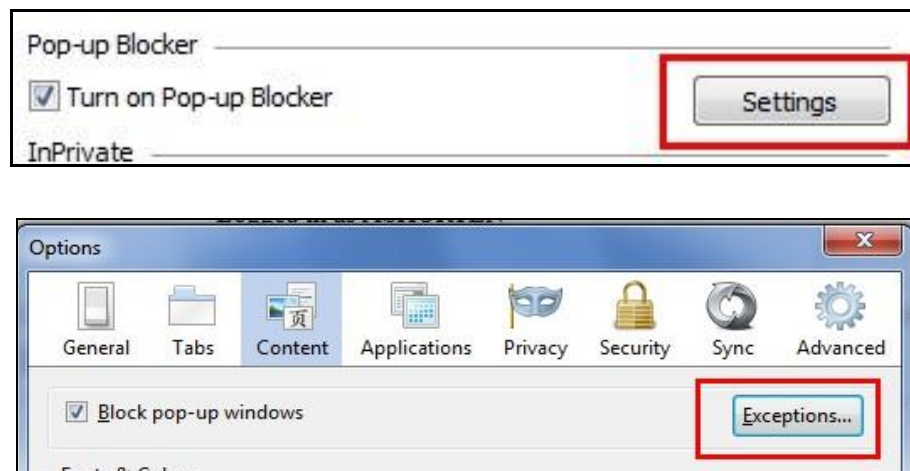 Pop-up Blocker
Turn on Pop-up Blocker
Settings
InPrivate
Options
General Tabs Content Applications Privacy Security Sync Advanced
页
Block pop-up windows
Exceptions...